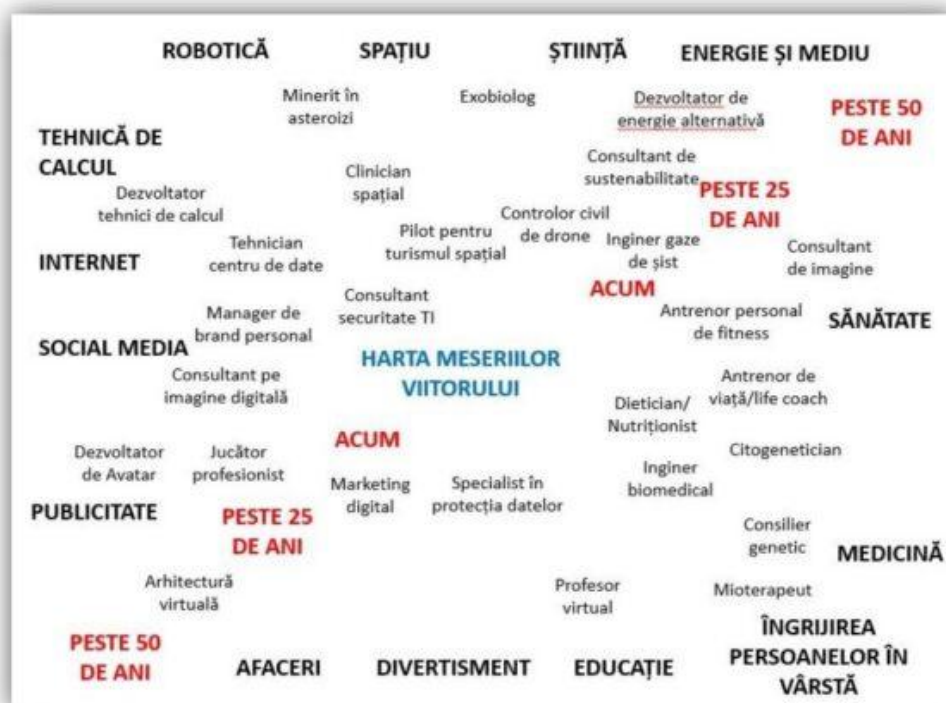 ROBOTICĂ
SPAȚIU
ȘTIINȚĂ
ENERGIE ȘI MEDIU
Minerit în
asteroizi
Exobiolog
Dezvoltator de
energie alternativă
PESTE 50
DE ANI
TEHNICĂ DE
CALCUL
Clinician
spațial
Consultant de
sustenabilitate
PESTE 25
DE ANI
Dezvoltator
tehnici de calcul
Controlor civil
de drone
Pilot pentru
turismul spațial
Inginer gaze
de șist
Consultant
de imagine
INTERNET
Tehnician
centru de date
ACUM
Consultant
securitate TI
Manager de
brand personal
Antrenor personal
de fitness
SĂNĂTATE
SOCIAL MEDIA
HARTA MESERIILOR
VIITORULUI
Consultant pe
imagine digitală
Antrenor de
viață/life coach
Dietician/
Nutriționist
ACUM
Citogenetician
Dezvoltator
de Avatar
Jucător
profesionist
Marketing
digital
Specialist în
protecția datelor
Inginer
biomedical
PUBLICITATE
PESTE 25
DE ANI
Consilier
genetic
MEDICINĂ
Arhitectură
virtuală
Profesor
virtual
Mioterapeut
PESTE 50
DE ANI
AFACERI
DIVERTISMENT
EDUCAȚIE
ÎNGRIJIREA
PERSOANELOR ÎN
VÂRSTĂ